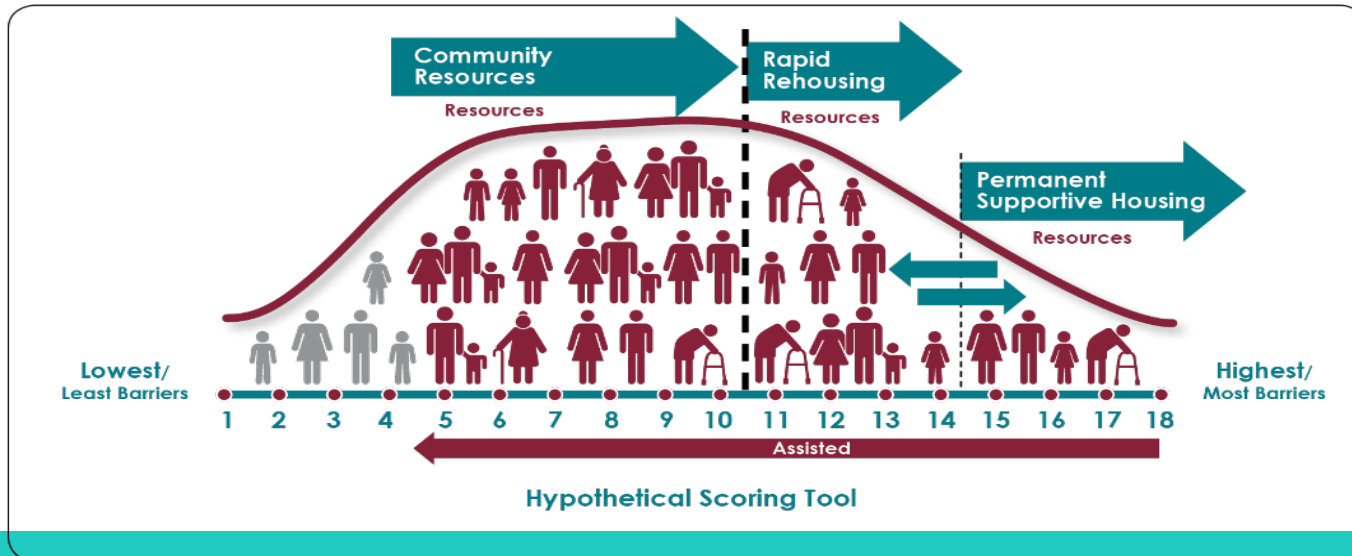 Community
Resources
Resources
Rapid
Rehousing
Resources
Permanent
Supportive Housing
Resources
Lowest/
Least Barriers
Highest/
Most Barriers
1 2 3 4 5 6 7 8 9 10 11 12 13 14 15 16 17 18
Assisted
Hypothetical Scoring Tool